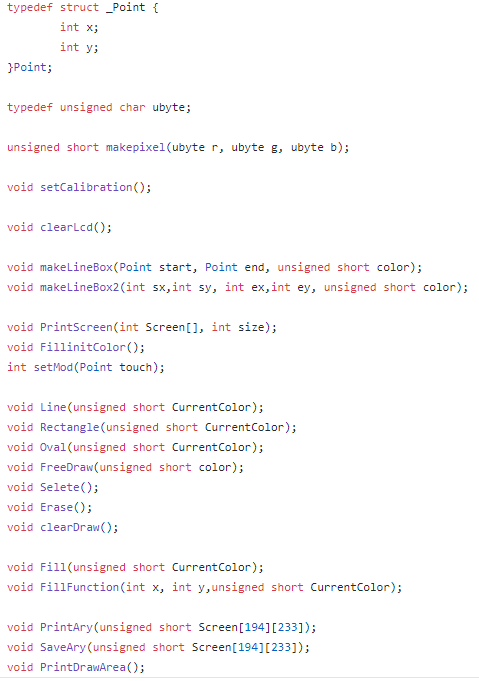 typedef struct _Point {
        int x;
        int y;
}Point;

typedef unsigned char ubyte;

unsigned short makepixel(ubyte r, ubyte g, ubyte b);

void setCalibration();

void clearLcd();

void makeLineBox(Point start, Point end, unsigned short color);
void makeLineBox2(int sx,int sy, int ex,int ey, unsigned short color);

void PrintScreen(int Screen[], int size);
void FillinitColor();
int setMod(Point touch);

void Line(unsigned short CurrentColor);
void Rectangle(unsigned short CurrentColor);
void Oval(unsigned short CurrentColor);
void FreeDraw(unsigned short color);
void Selete();
void Erase();
void clearDraw();

void Fill(unsigned short CurrentColor);
void FillFunction(int x, int y,unsigned short CurrentColor);

void PrintAry(unsigned short Screen[194][233]);
void SaveAry(unsigned short Screen[194][233]);
void PrintDrawArea();